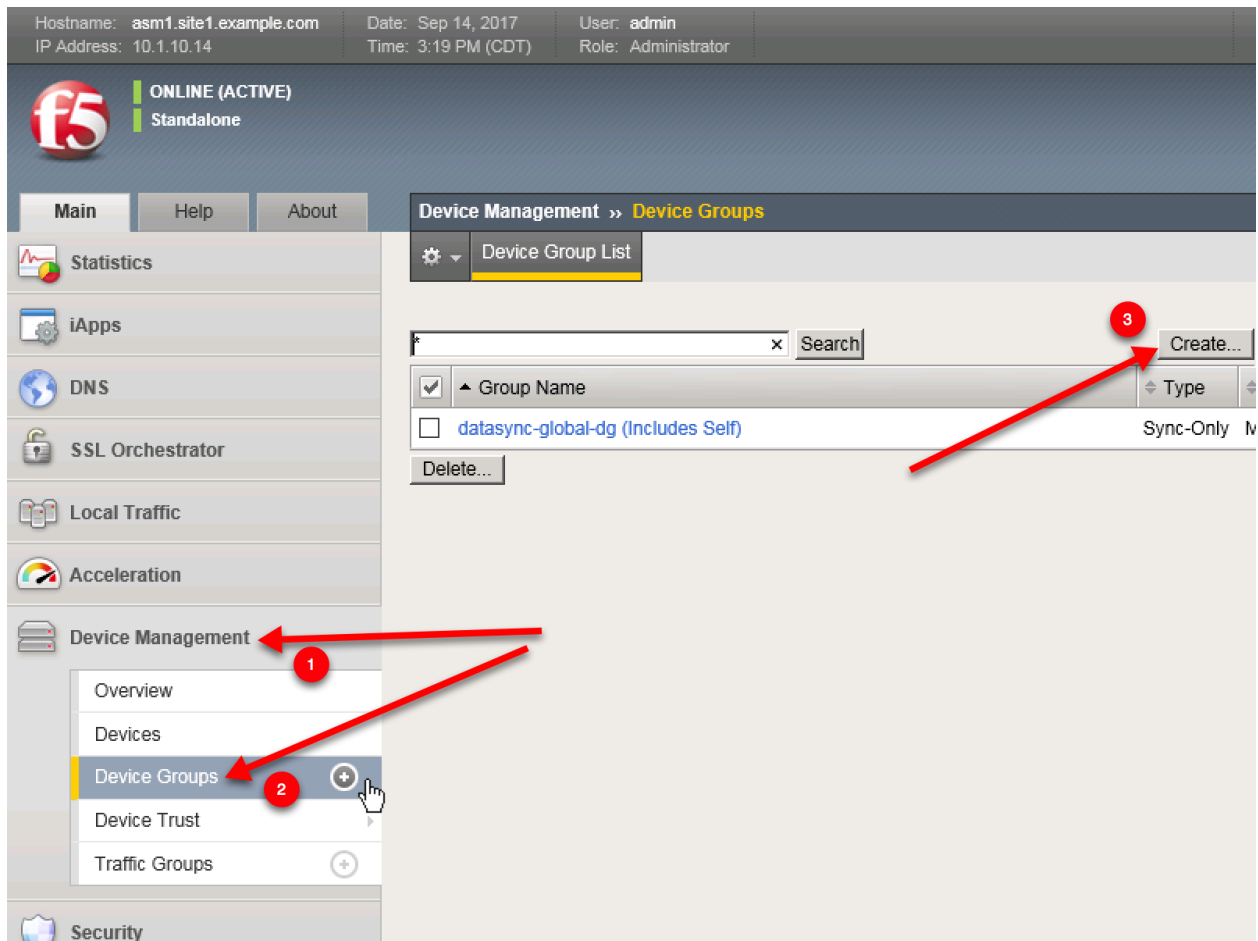 Hostname: asm1.site1.example.com Date: Sep 14, 2017 User: admin
IP Address: 10.1.10.14 Time: 3:19 PM (CDT) Role: Administrator
f5
ONLINE (ACTIVE)
Standalone
Main Help About
Device Management ›› Device Groups
Device Group List
Statistics
iApps
DNS
SSL Orchestrator
Local Traffic
Acceleration
Device Management
1
Overview
Devices
Device Groups
2
Device Trust
Traffic Groups
Security
3
* × Search Create...
Group Name Type
datasync-global-dg (Includes Self) Sync-Only M
Delete...